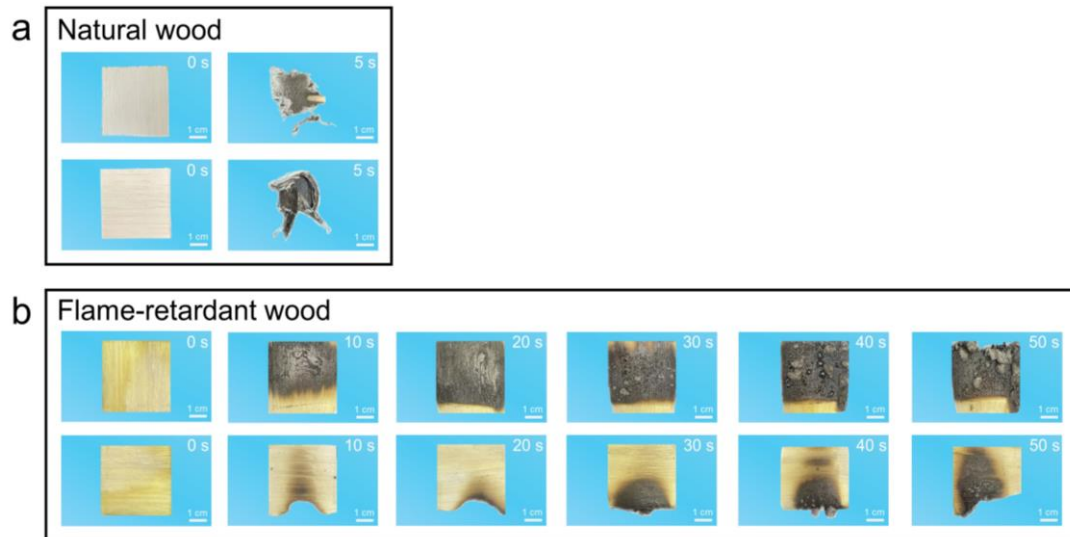 a
Natural wood
0 s 5 s
1 cm 1 cm
0 s 5 s
1 cm 1 cm
b
Flame-retardant wood
0 s 10 s 20 s 30 s 40 s 50 s
1 cm 1 cm 1 cm 1 cm 1 cm 1 cm
0 s 10 s 20 s 30 s 40 s 50 s
1 cm 1 cm 1 cm 1 cm 1 cm 1 cm